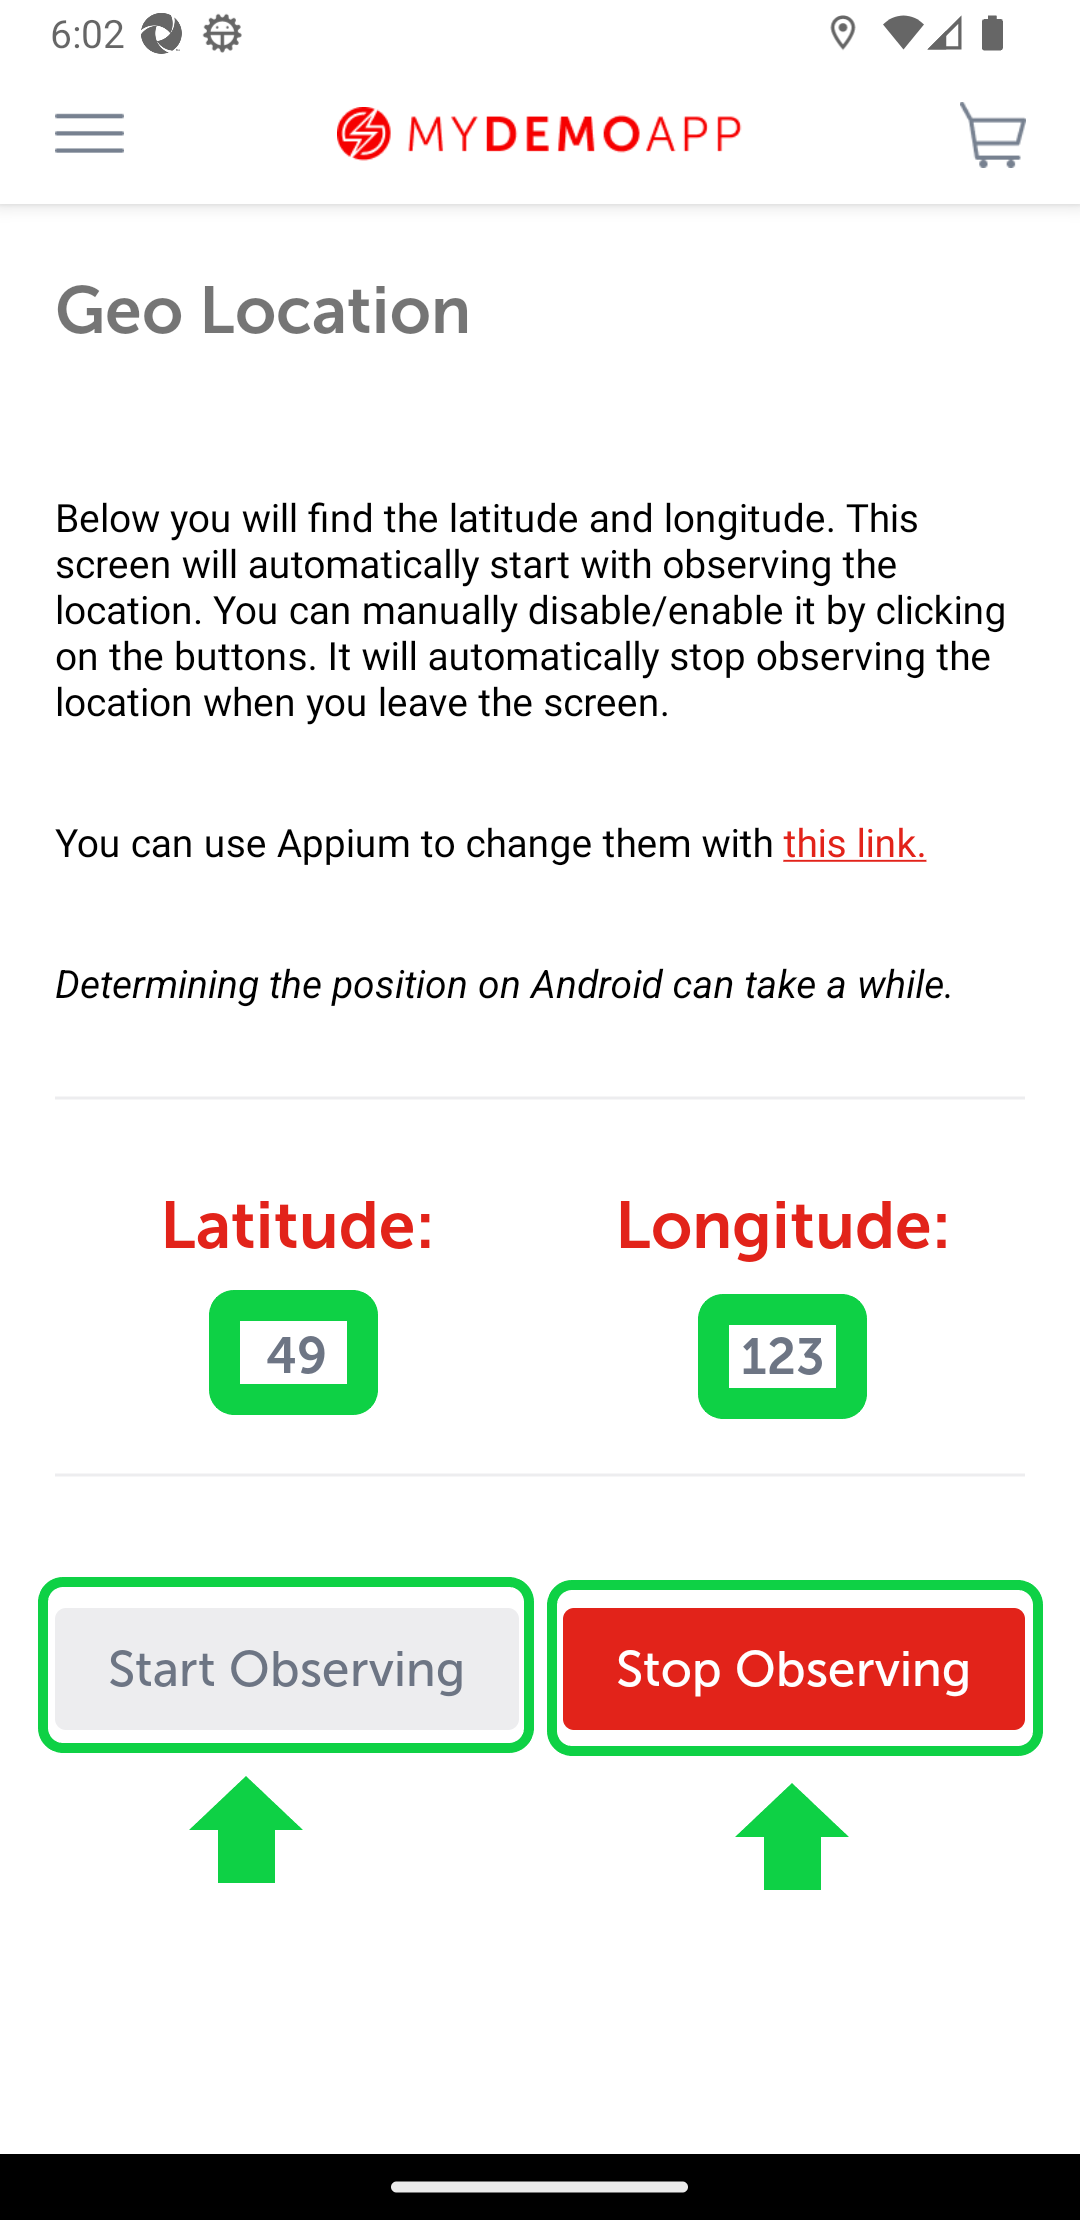 6:02
MYDEMOAPP
Geo Location
Below you will find the latitude and longitude. This
screen will automatically start with observing the
location. You can manually disable/enable it by clicking
on the buttons. It will automatically stop observing the
location when you leave the screen.
You can use Appium to change them with this link.
Determining the position on Android can take a while.
Latitude: Longitude:
49 123
Start Observing Stop Observing